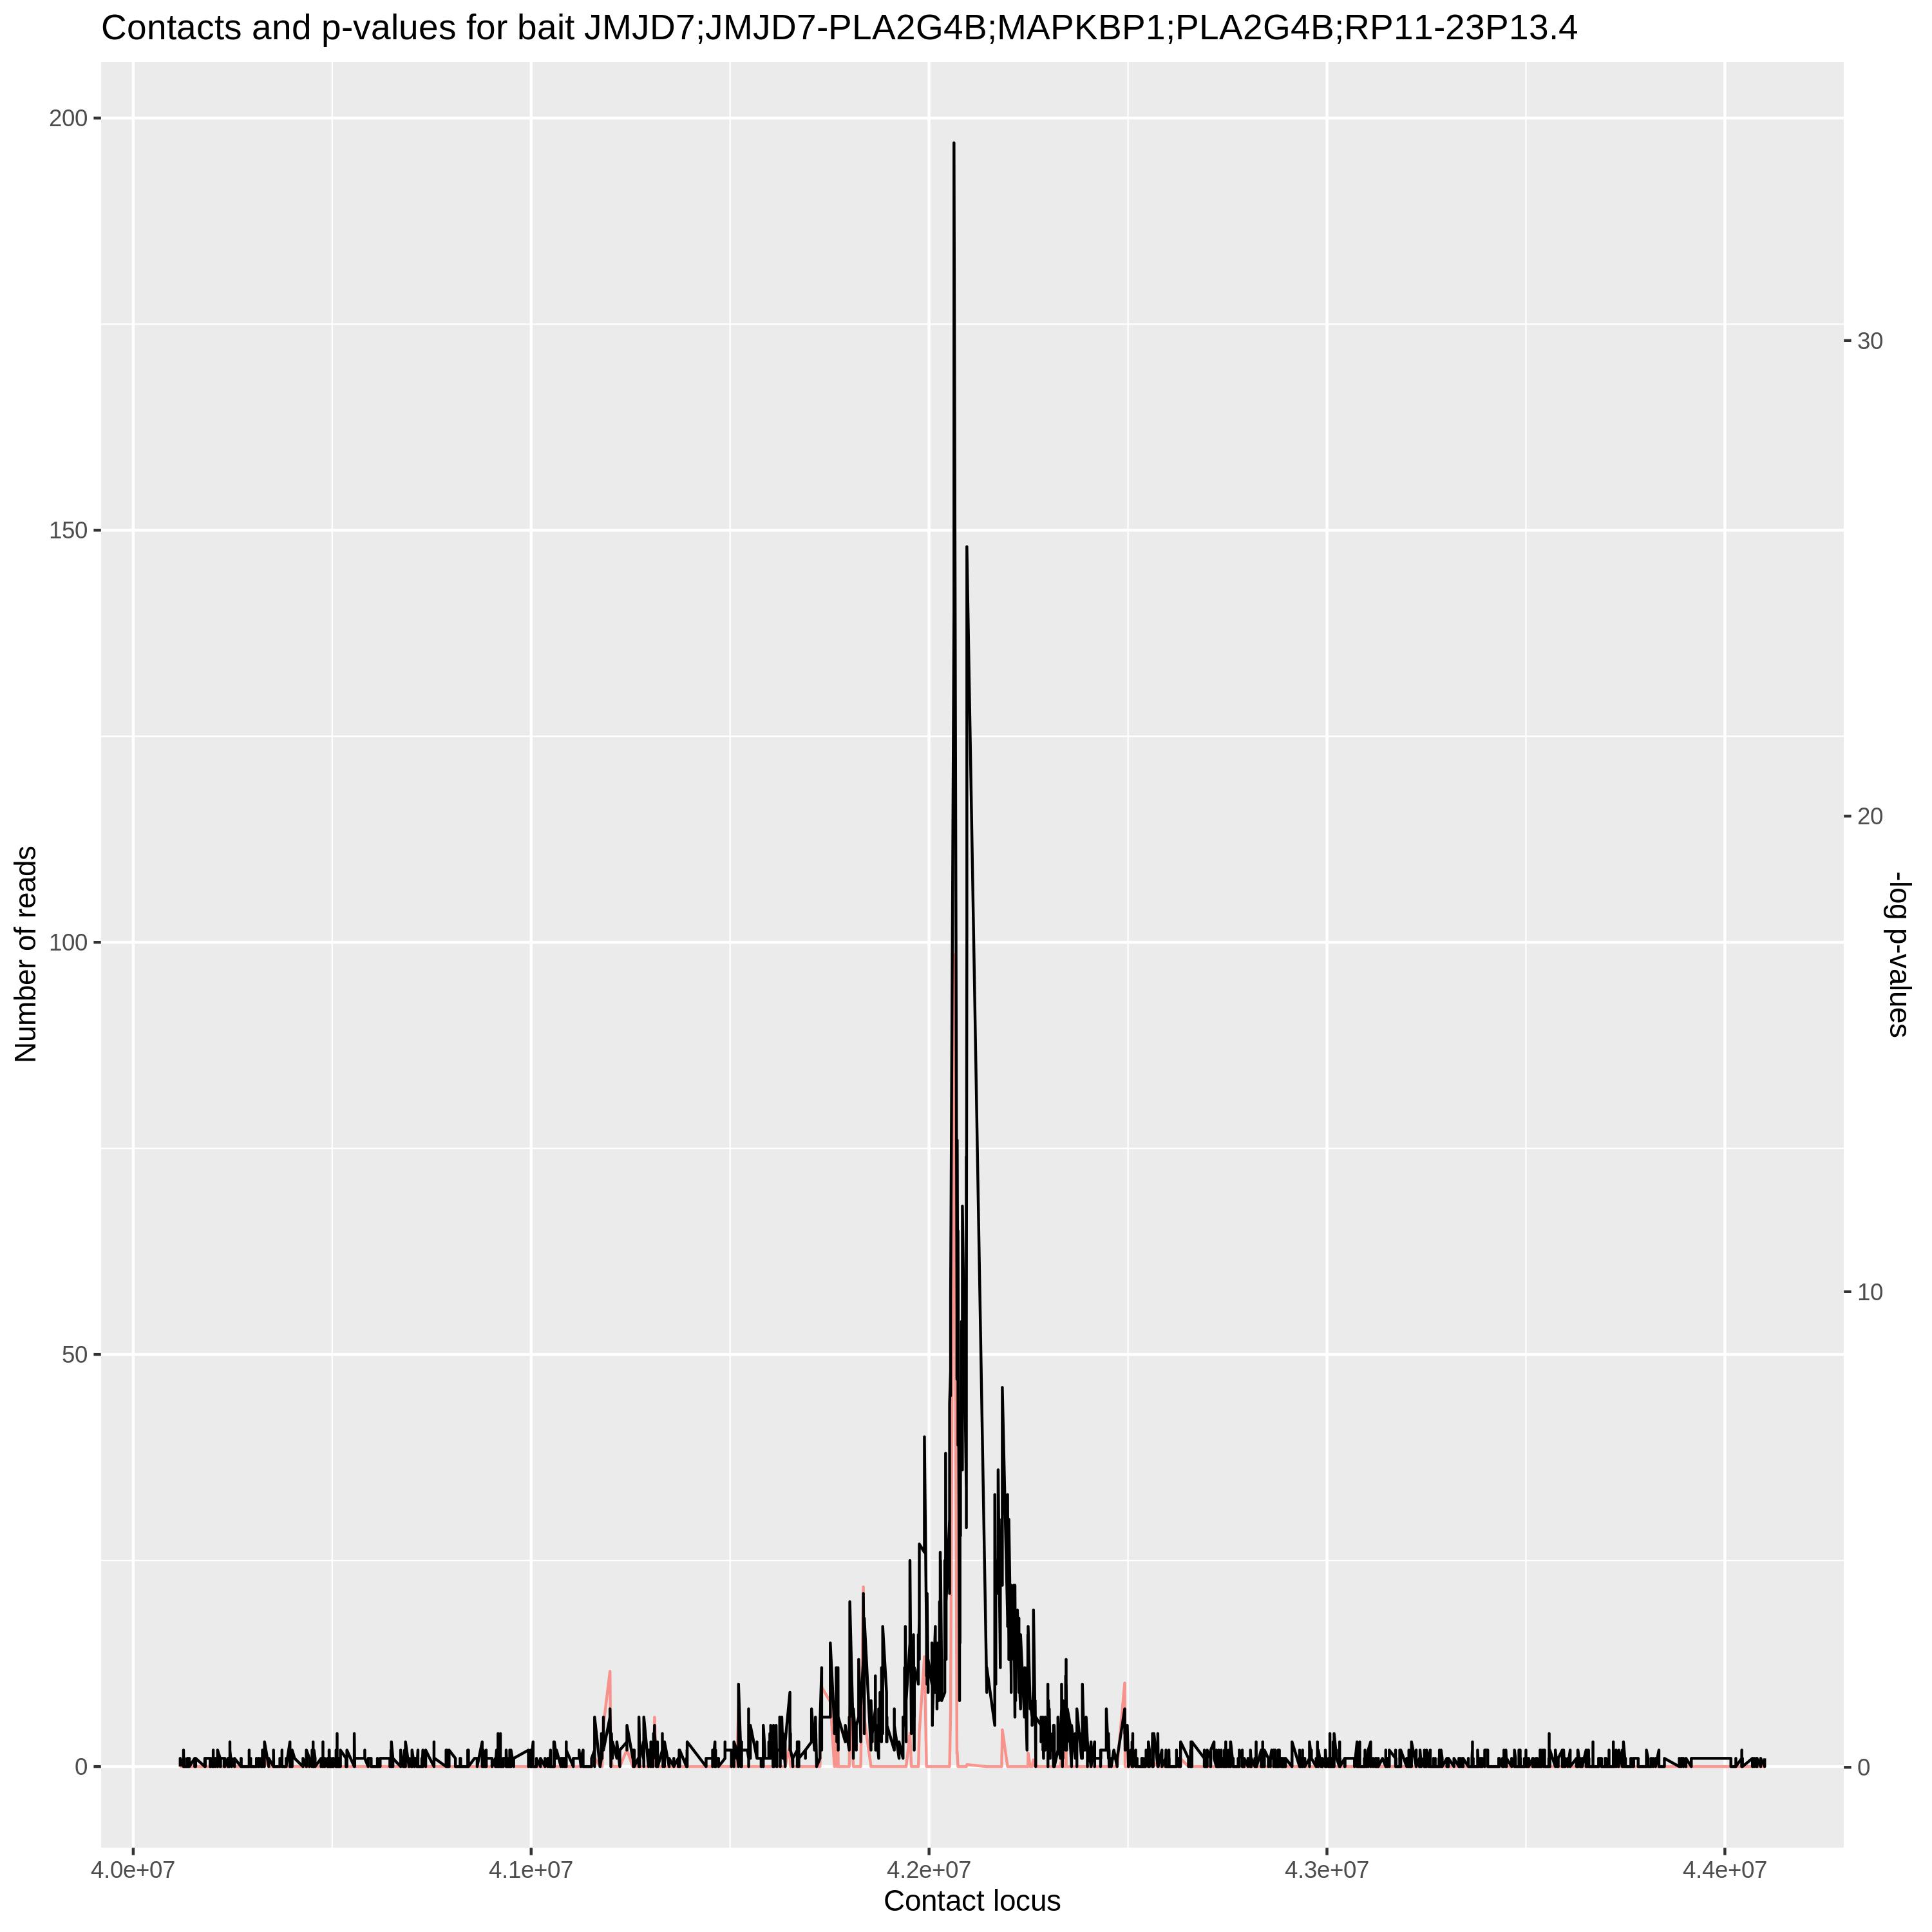 Contacts and p-values for bait JMJD7;JMJD7-PLA2G4B;MAPKBP1;PLA2G4B;RP11-23P13.4
200
150
100
50
0
Number of reads
30
20
10
0
-log p-values
4.0e+07
4.1e+07
4.2e+07
4.3e+07
4.4e+07
Contact locus